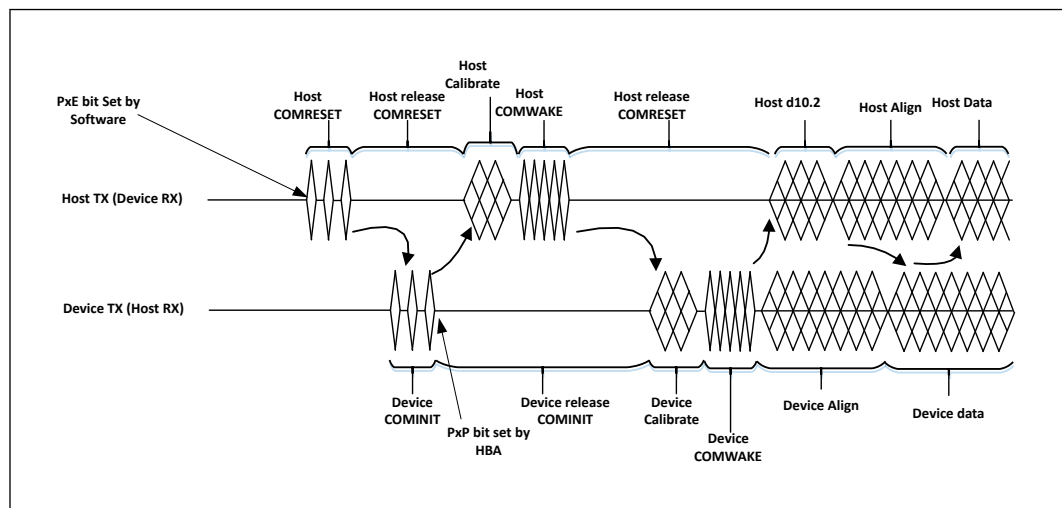 Host
Calibrate
PxE bit Set by
Software
Host
COMRESET
Host release
COMRESET
Host
COMWAKE
Host release
COMRESET
Host d10.2
Host Align
Host Data
Host TX (Device RX)
Device TX (Host RX)
Device
COMINIT
PxP bit set by
HBA
Device release
COMINIT
Device
Calibrate
Device
COMWAKE
Device Align
Device data